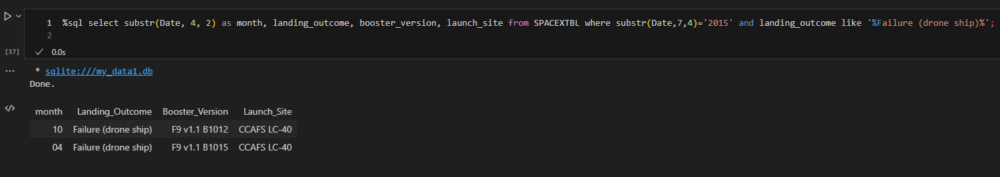 1 %sql select substr(Date, 4, 2) as month, landing_outcome, booster_version, launch_site from SPACEXTBL where substr(Date,7,4)='2015' and landing_outcome like '%Failure (drone ship)%';
2
[17] 0.0s
* sqlite:///my_data1.db
Done.
month Landing_Outcome Booster_Version Launch_Site
10 Failure (drone ship) F9 v1.1 B1012 CCAFS LC-40
04 Failure (drone ship) F9 v1.1 B1015 CCAFS LC-40